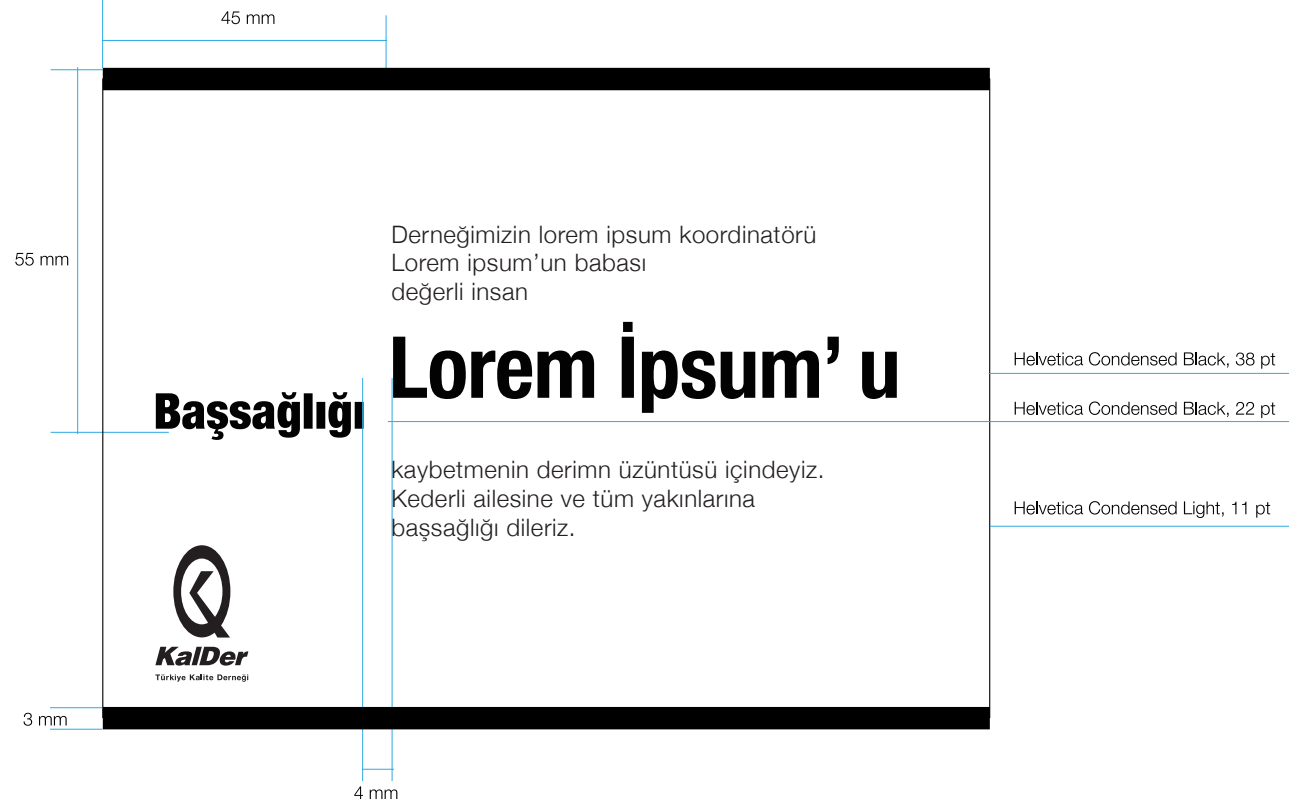 45 mm
55 mm
Derneğimizin lorem ipsum koordinatörü
Lorem ipsum’un babası
değerli insan
Lorem İpsum’ u
Başsağlığı
kaybetmenin derimn üzüntüsü içindeyiz.
Kederli ailesine ve tüm yakınlarına
başsağlığı dileriz.
Helvetica Condensed Black, 38 pt
Helvetica Condensed Black, 22 pt
Helvetica Condensed Light, 11 pt
KalDer
Türkiye Kalite Derneği
3 mm
4 mm